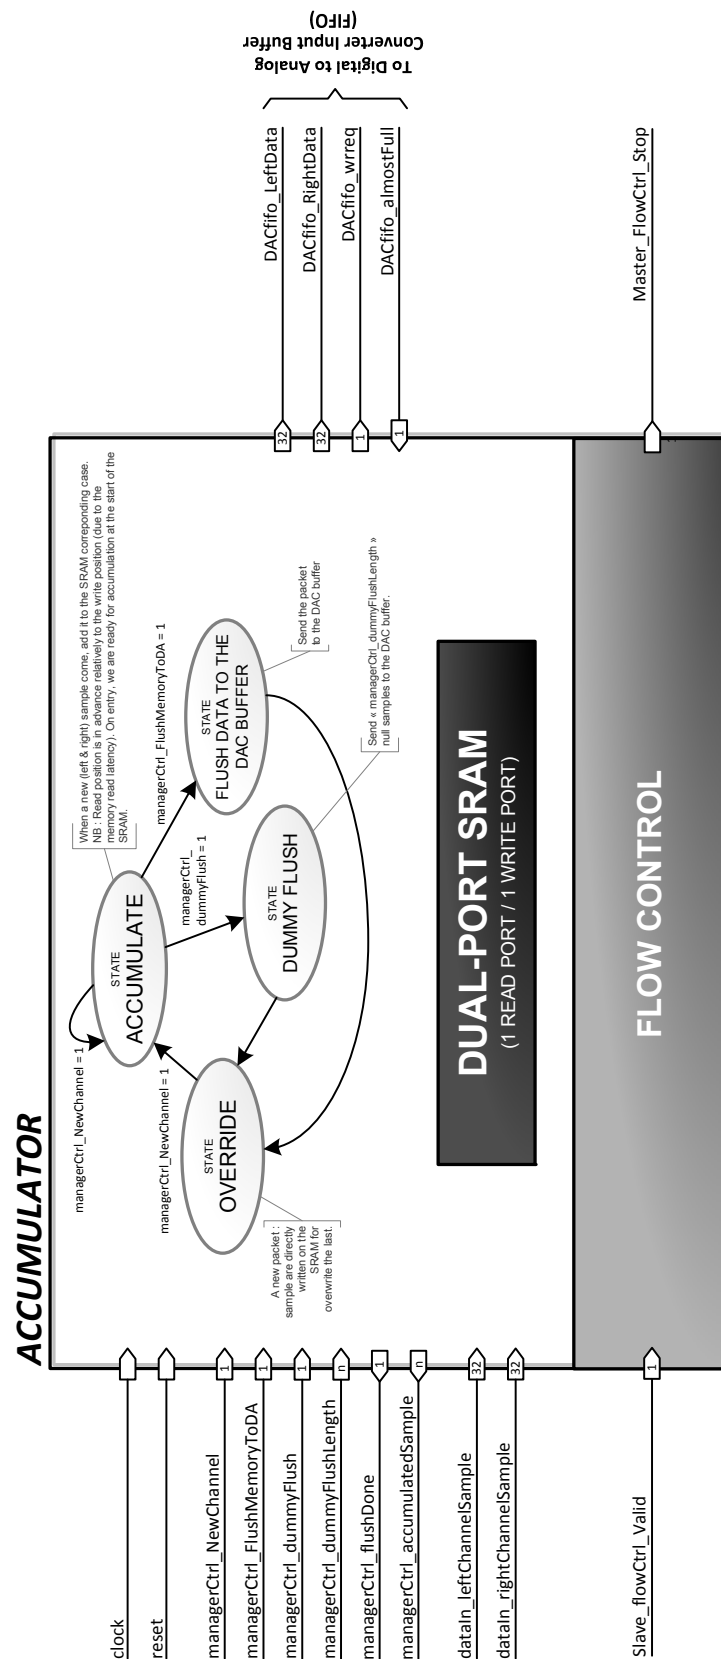 ACCUMULATOR
clock
reset
managerCtrl_NewChannel
1
managerCtrl_FlushMemoryToDA
1
managerCtrl_dummyFlush
1
managerCtrl_dummyFlushLength
n
managerCtrl_flushDone
1
managerCtrl_accumulatedSample
n
dataIn_leftChannelSample
32
dataIn_rightChannelSample
32
Slave_flowCtrl_Valid
1
managerCtrl_NewChannel = 1
STATE
ACCUMULATE
When a new (left & right) sample come, add it to the SRAM correponding case.
NB : Read position is in advance relatively to the write position (due to the
memory read latency). On entry, we are ready for accumulation at the start of the
SRAM.
managerCtrl_NewChannel = 1
managerCtrl_FlushMemoryToDA = 1
managerCtrl_
dummyFlush = 1
STATE
OVERRIDE
A new packet :
sample are directly
written on the
SRAM for
overwrite the last.
STATE
DUMMY FLUSH
STATE
FLUSH DATA TO THE
DAC BUFFER
Send the packet
to the DAC buffer
Send « managerCtrl_dummyFlushLength »
null samples to the DAC buffer.
DUAL-PORT SRAM
(1 READ PORT / 1 WRITE PORT)
FLOW CONTROL
32
DACfifo_LeftData
32
DACfifo_RightData
1
DACfifo_wrreq
1
DACfifo_almostFull
To Digital to Analog
Converter Input Buffer
(FIFO)
1
Master_FlowCtrl_Stop